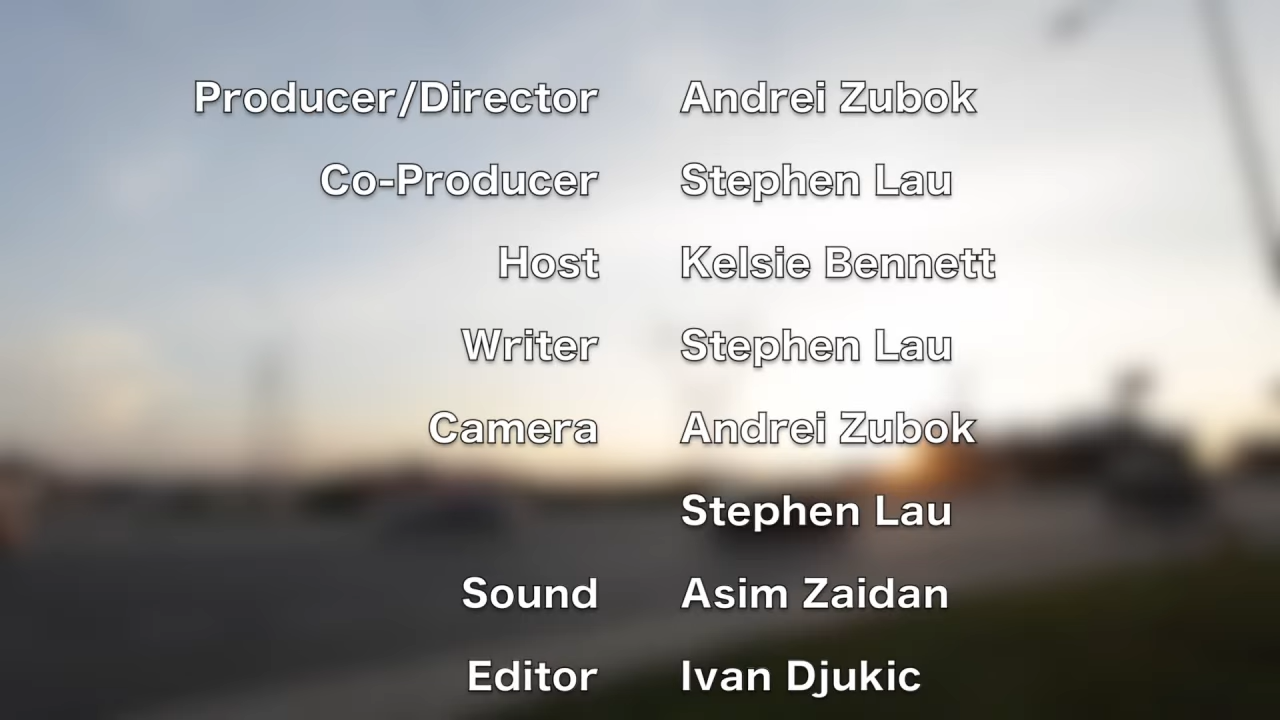 Producer/Director Andrei Zubok
Co-Producer Stephen Lau
Host Kelsie Bennett
Writer Stephen Lau
Camera Andrei Zubok
Stephen Lau
Sound Asim Zaidan
Editor Ivan Djukic